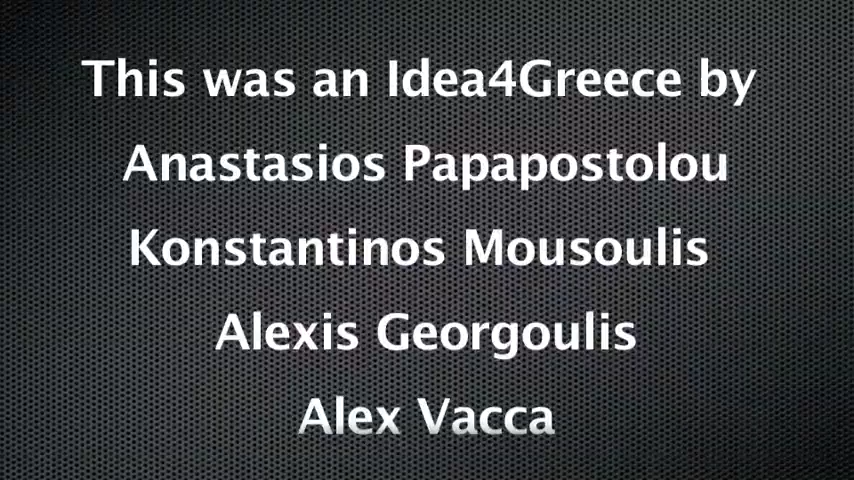 This was an Idea4Greece by
Anastasios Papapostolou
Konstantinos Mousoulis
Alexis Georgoulis
Alex Vacca